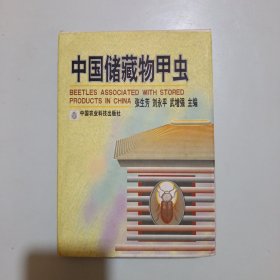 中国储藏物甲虫
BEETLES ASSOCIATED WITH STORED
PRODUCTS IN CHINA
张生芳 刘永平 武增强 主编
中国农业科技出版社